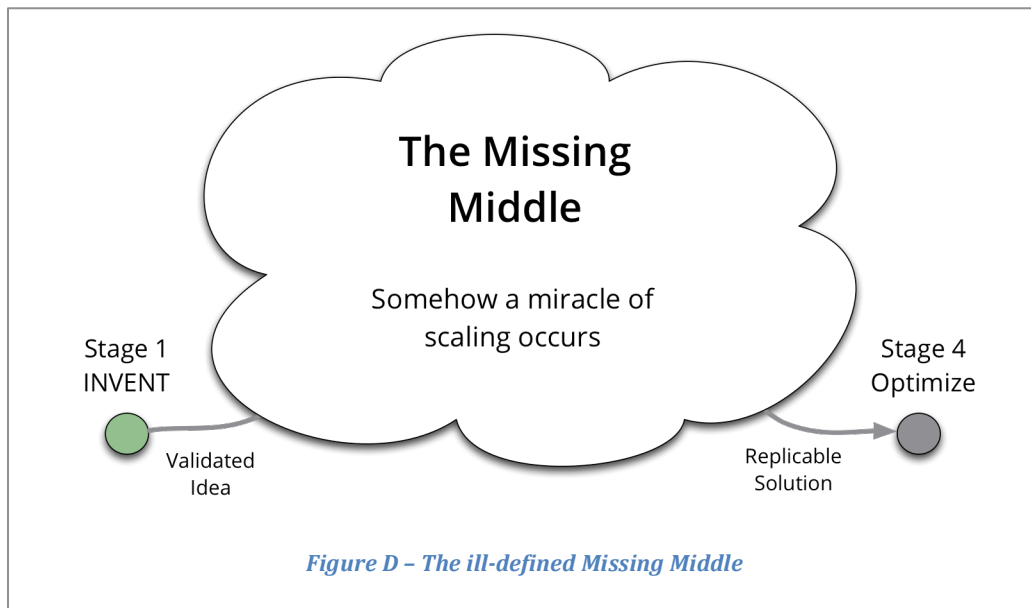 The Missing
Middle
Somehow a miracle of
scaling occurs
Stage 1
INVENT
Validated
Idea
Stage 4
Optimize
Replicable
Solution
Figure D – The ill-defined Missing Middle